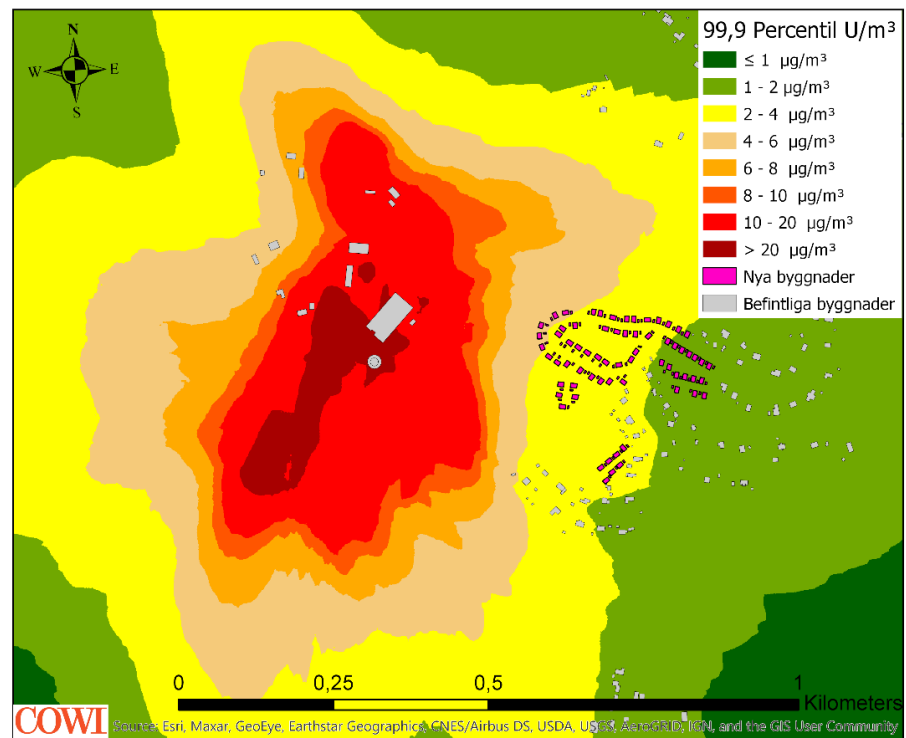 99,9 Percentil U/m³
≤ 1 µg/m³
1 - 2 µg/m³
2 - 4 µg/m³
4 - 6 µg/m³
6 - 8 µg/m³
8 - 10 µg/m³
10 - 20 µg/m³
> 20 µg/m³
Nya byggnader
Befintliga byggnader
N
W E
S
0 0,25 0,5 1
Kilometers
COWI
Source: Esri, Maxar, GeoEye, Earthstar Geographics, CNES/Airbus DS, USDA, USGS, AeroGRID, IGN, and the GIS User Community